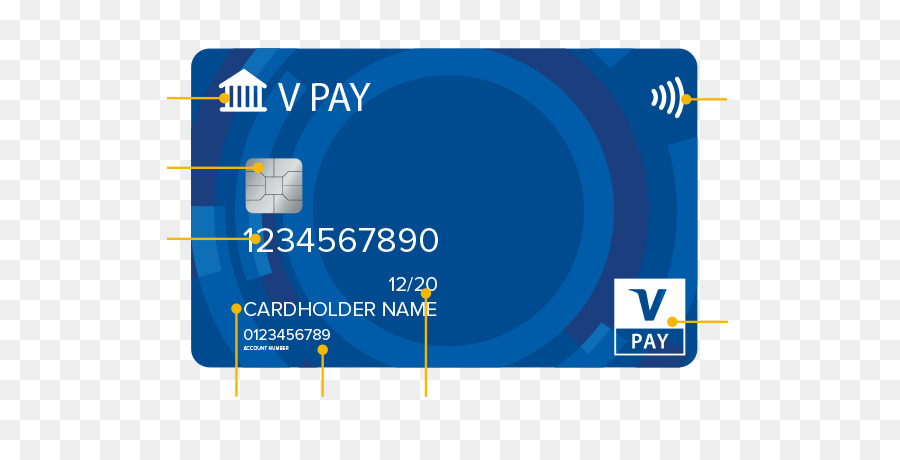 V PAY
1234567890
12/20
CARDHOLDER NAME
0123456789
ACCOUNT NUMBER
V
PAY